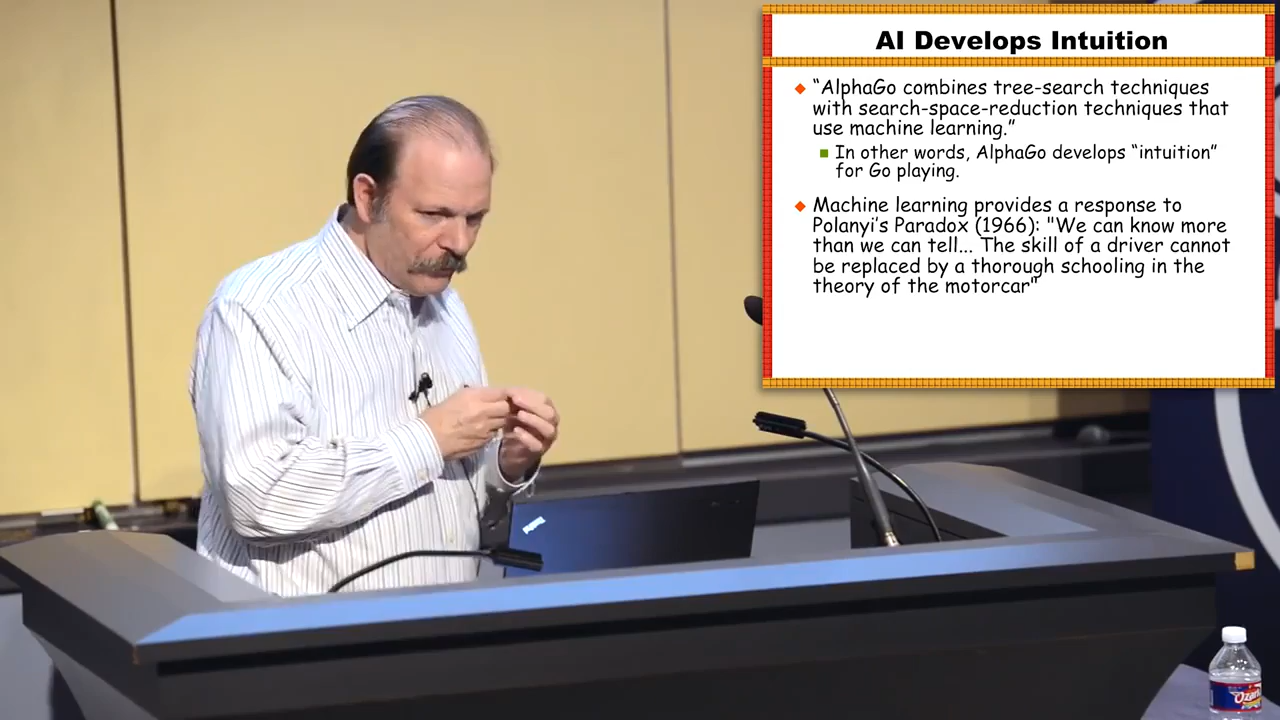 AI Develops Intuition
“AlphaGo combines tree-search techniques
with search-space-reduction techniques that
use machine learning.”
In other words, AlphaGo develops “intuition”
for Go playing.
Machine learning provides a response to
Polanyi’s Paradox (1966): "We can know more
than we can tell... The skill of a driver cannot
be replaced by a thorough schooling in the
theory of the motorcar"